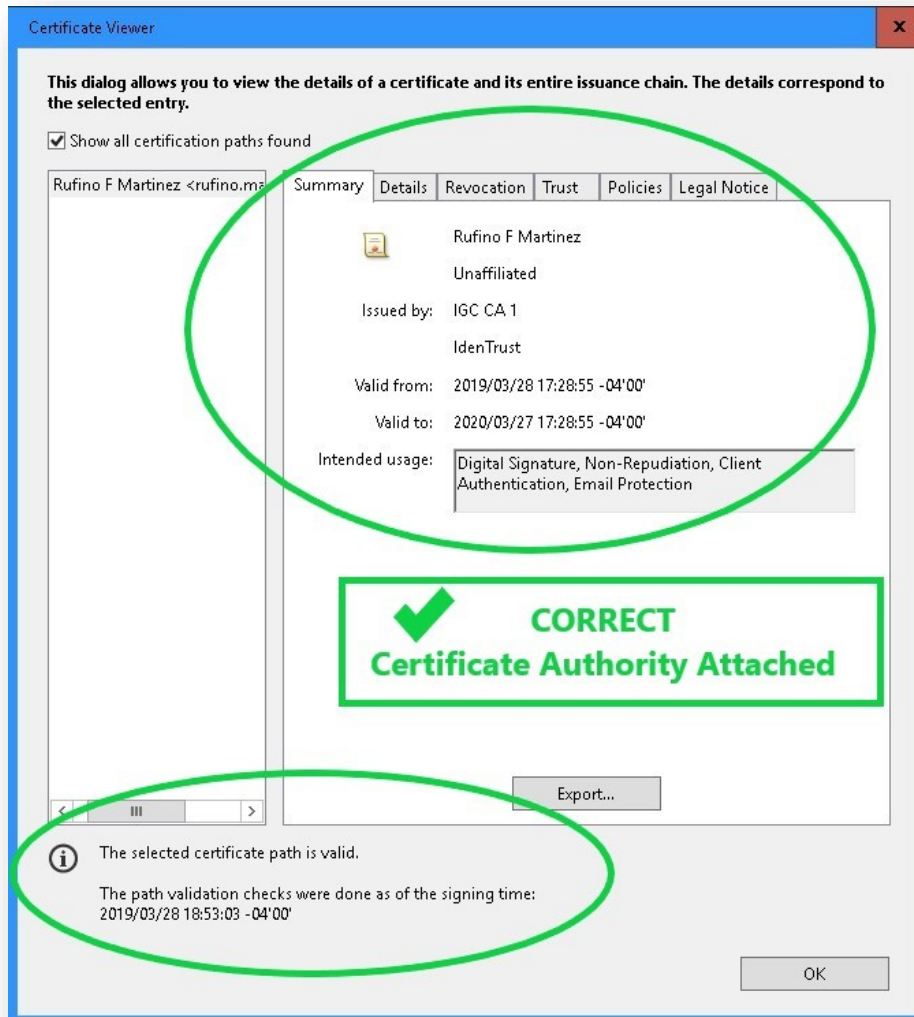 Certificate Viewer
x
This dialog allows you to view the details of a certificate and its entire issuance chain. The details correspond to
the selected entry.
Show all certification paths found
Rufino F Martinez <rufino.ma
Summary Details Revocation Trust Policies Legal Notice
Rufino F Martinez
Unaffiliated
Issued by: IGC CA 1
IdenTrust
Valid from: 2019/03/28 17:28:55 -04'00'
Valid to: 2020/03/27 17:28:55 -04'00'
Intended usage: Digital Signature, Non-Repudiation, Client
Authentication, Email Protection
CORRECT
Certificate Authority Attached
Export...
The selected certificate path is valid.
The path validation checks were done as of the signing time:
2019/03/28 18:53:03 -04'00'
OK